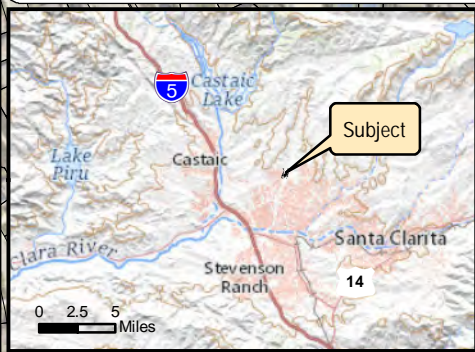 5
Castaic
Lake
Subject
Lake
Piru
Castaic
Clara River
Santa Clarita
Stevenson
Ranch
14
0 2.5 5
Miles